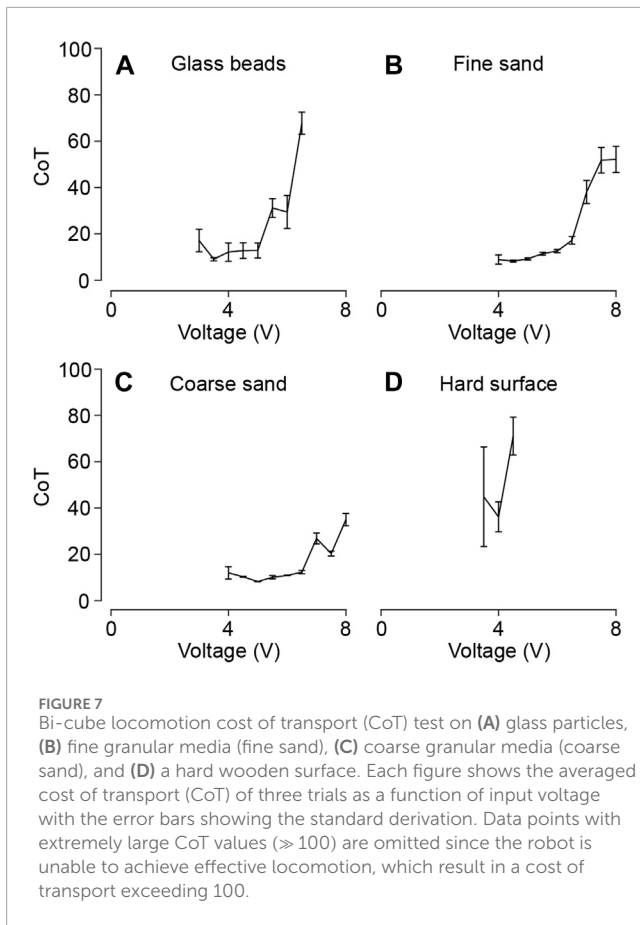 A Glass beads
B Fine sand
100
80
60
40
20
0
CoT
0 4 8
Voltage (V)
0 4 8
Voltage (V)
C Coarse sand
D Hard surface
100
80
60
40
20
0
CoT
0 4 8
Voltage (V)
0 4 8
Voltage (V)
FIGURE 7
Bi-cube locomotion cost of transport (CoT) test on (A) glass particles,
(B) fine granular media (fine sand), (C) coarse granular media (coarse
sand), and (D) a hard wooden surface. Each figure shows the averaged
cost of transport (CoT) of three trials as a function of input voltage
with the error bars showing the standard derivation. Data points with
extremely large CoT values (≫ 100) are omitted since the robot is
unable to achieve effective locomotion, which result in a cost of
transport exceeding 100.